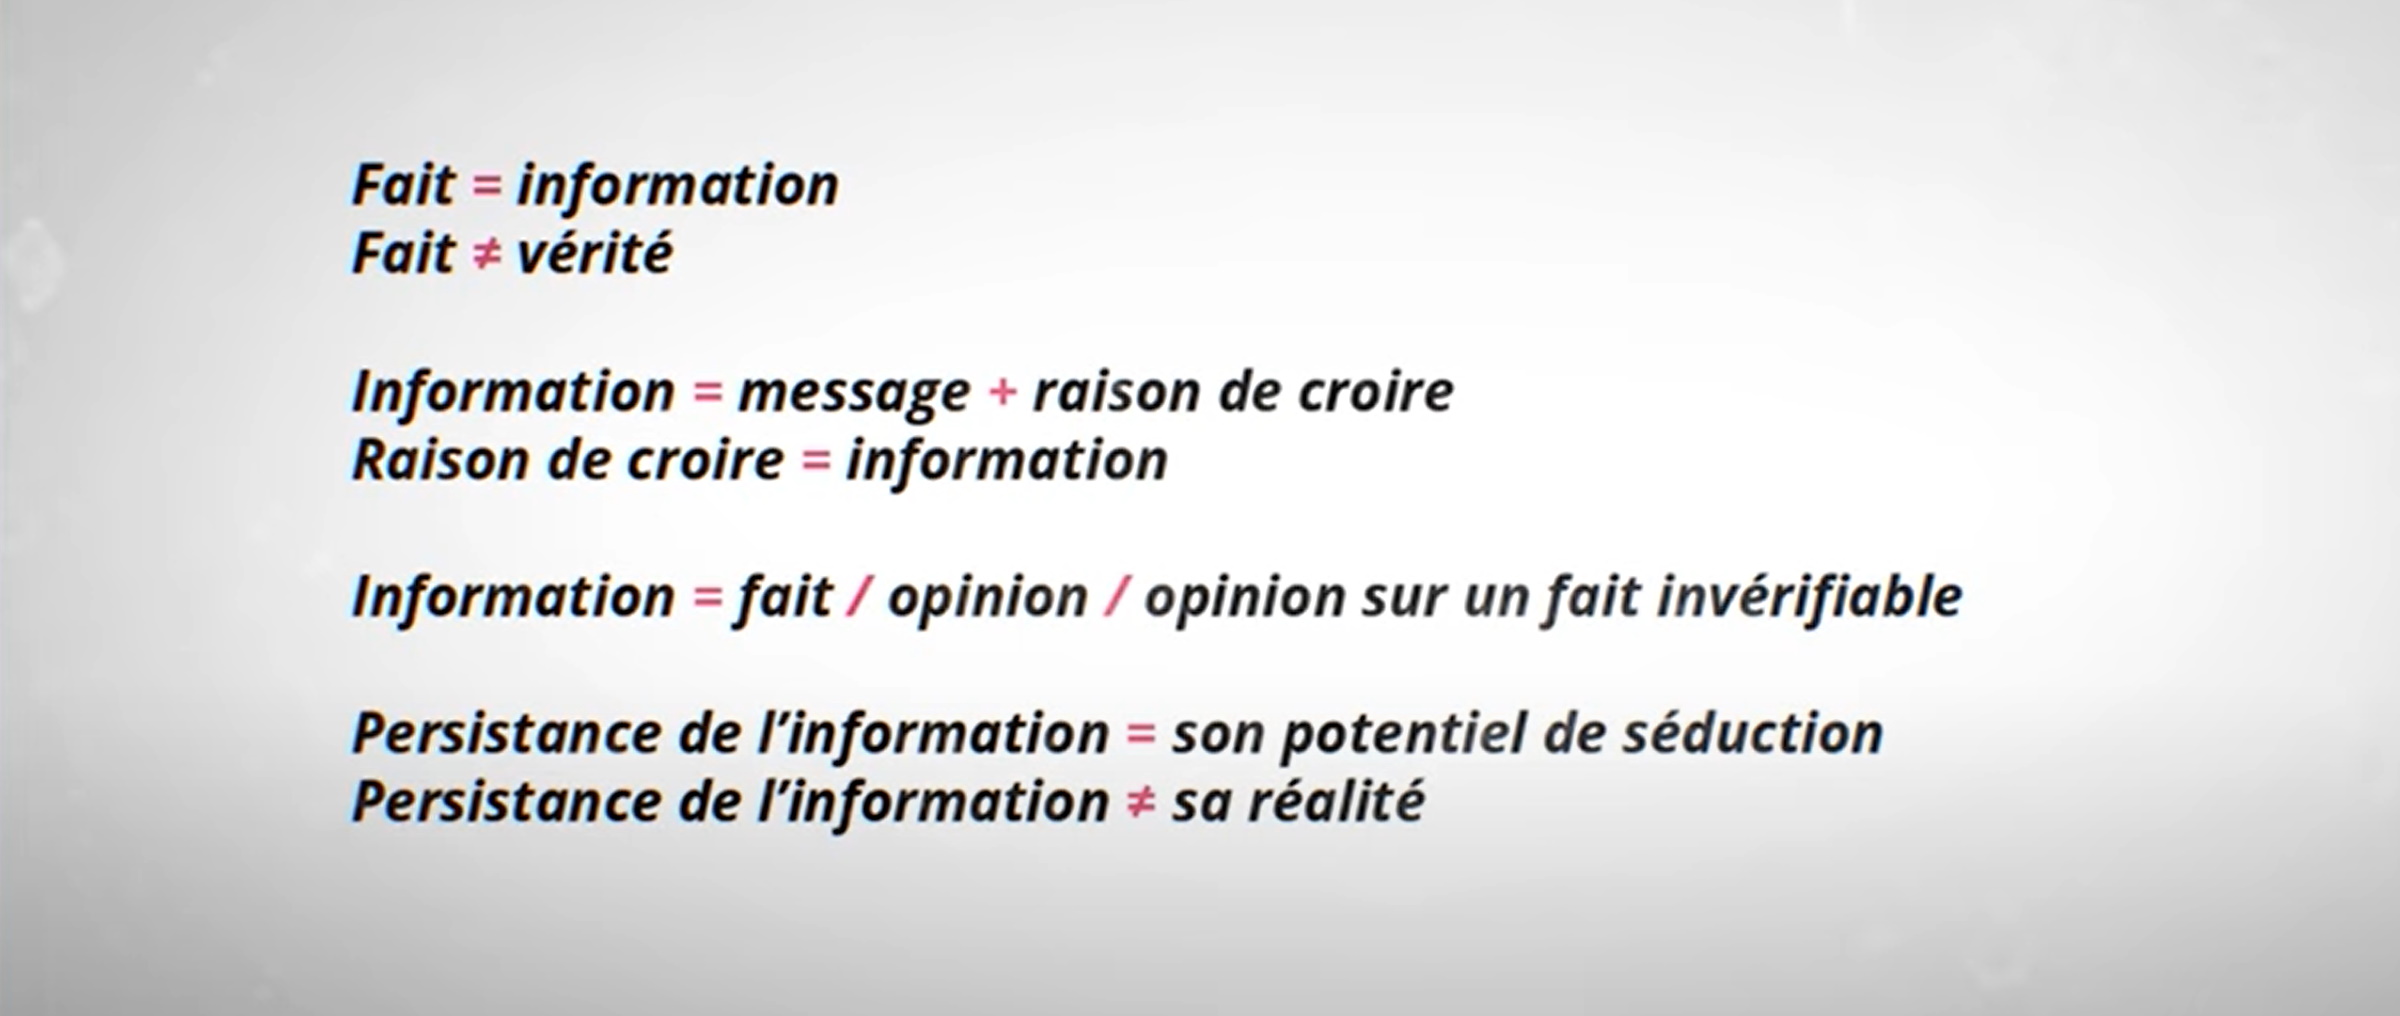 Fait = information
Fait ≠ vérité
Information = message + raison de croire
Raison de croire = information
Information = fait / opinion / opinion sur un fait invérifiable
Persistance de l’information = son potentiel de séduction
Persistance de l’information ≠ sa réalité